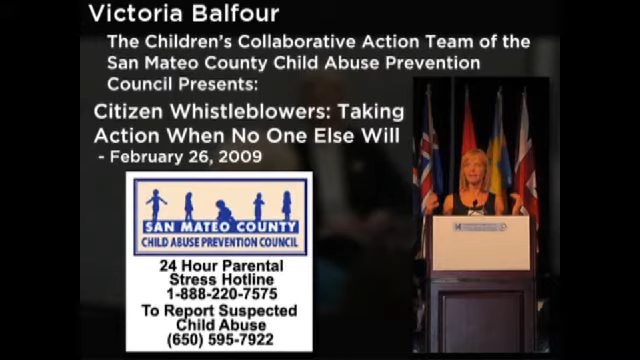 Victoria Balfour
The Children's Collaborative Action Team of the
San Mateo County Child Abuse Prevention
Council Presents:
Citizen Whistleblowers: Taking
Action When No One Else Will
- February 26, 2009
SAN MATEO COUNTY
CHILD ABUSE PREVENTION COUNCIL
24 Hour Parental
Stress Hotline
1-888-220-7575
To Report Suspected
Child Abuse
(650) 595-7922